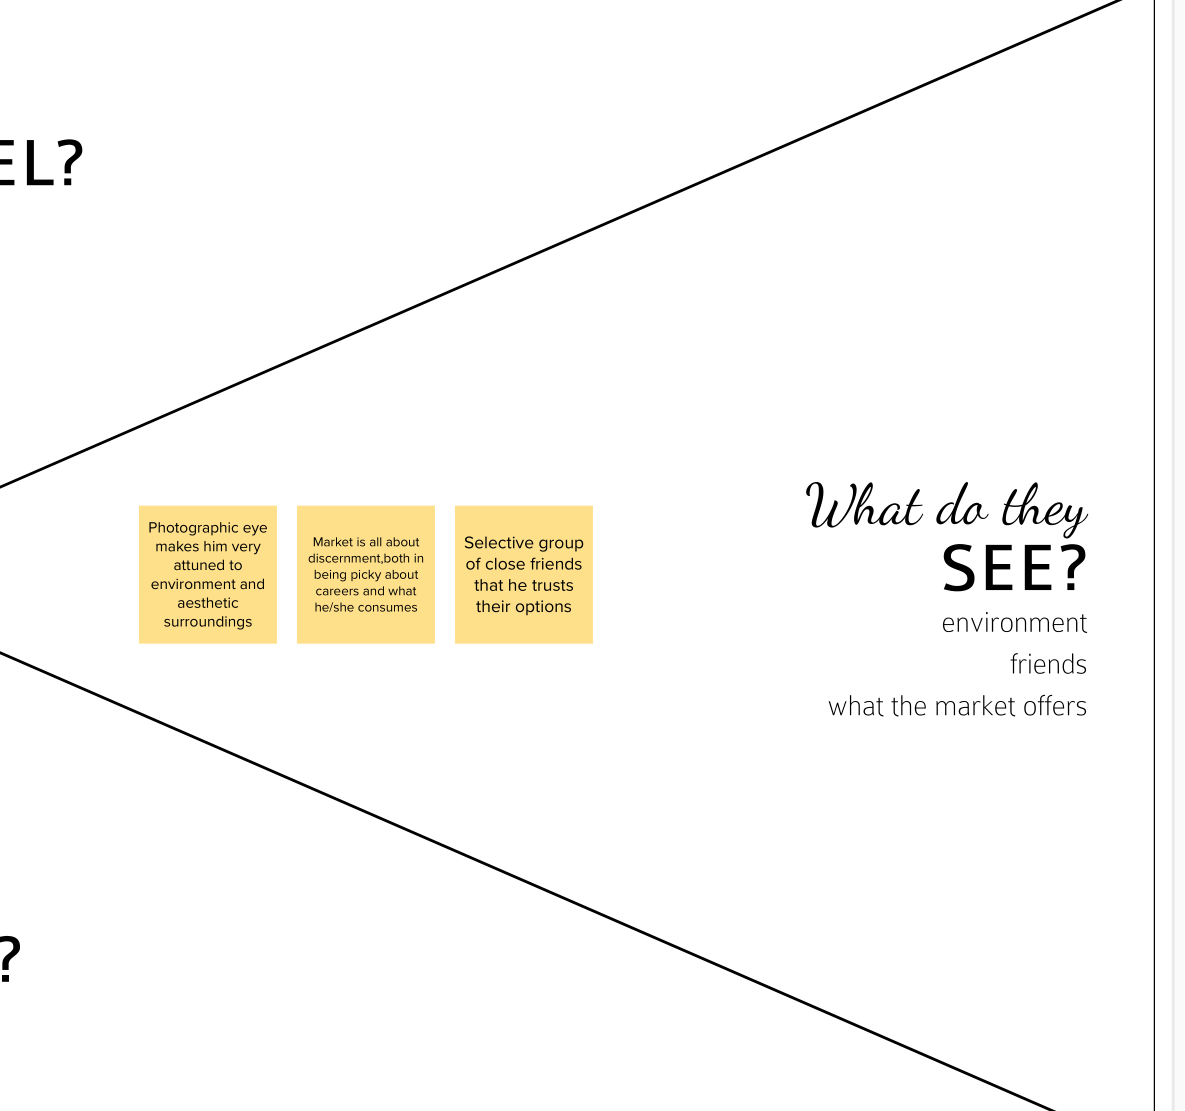 EL?
Photographic eye
makes him very
attuned to
environment and
aesthetic
surroundings
Market is all about
discernment,both in
being picky about
careers and what
he/she consumes
Selective group
of close friends
that he trusts
their options
What do they
SEE?
environment
friends
what the market offers
?